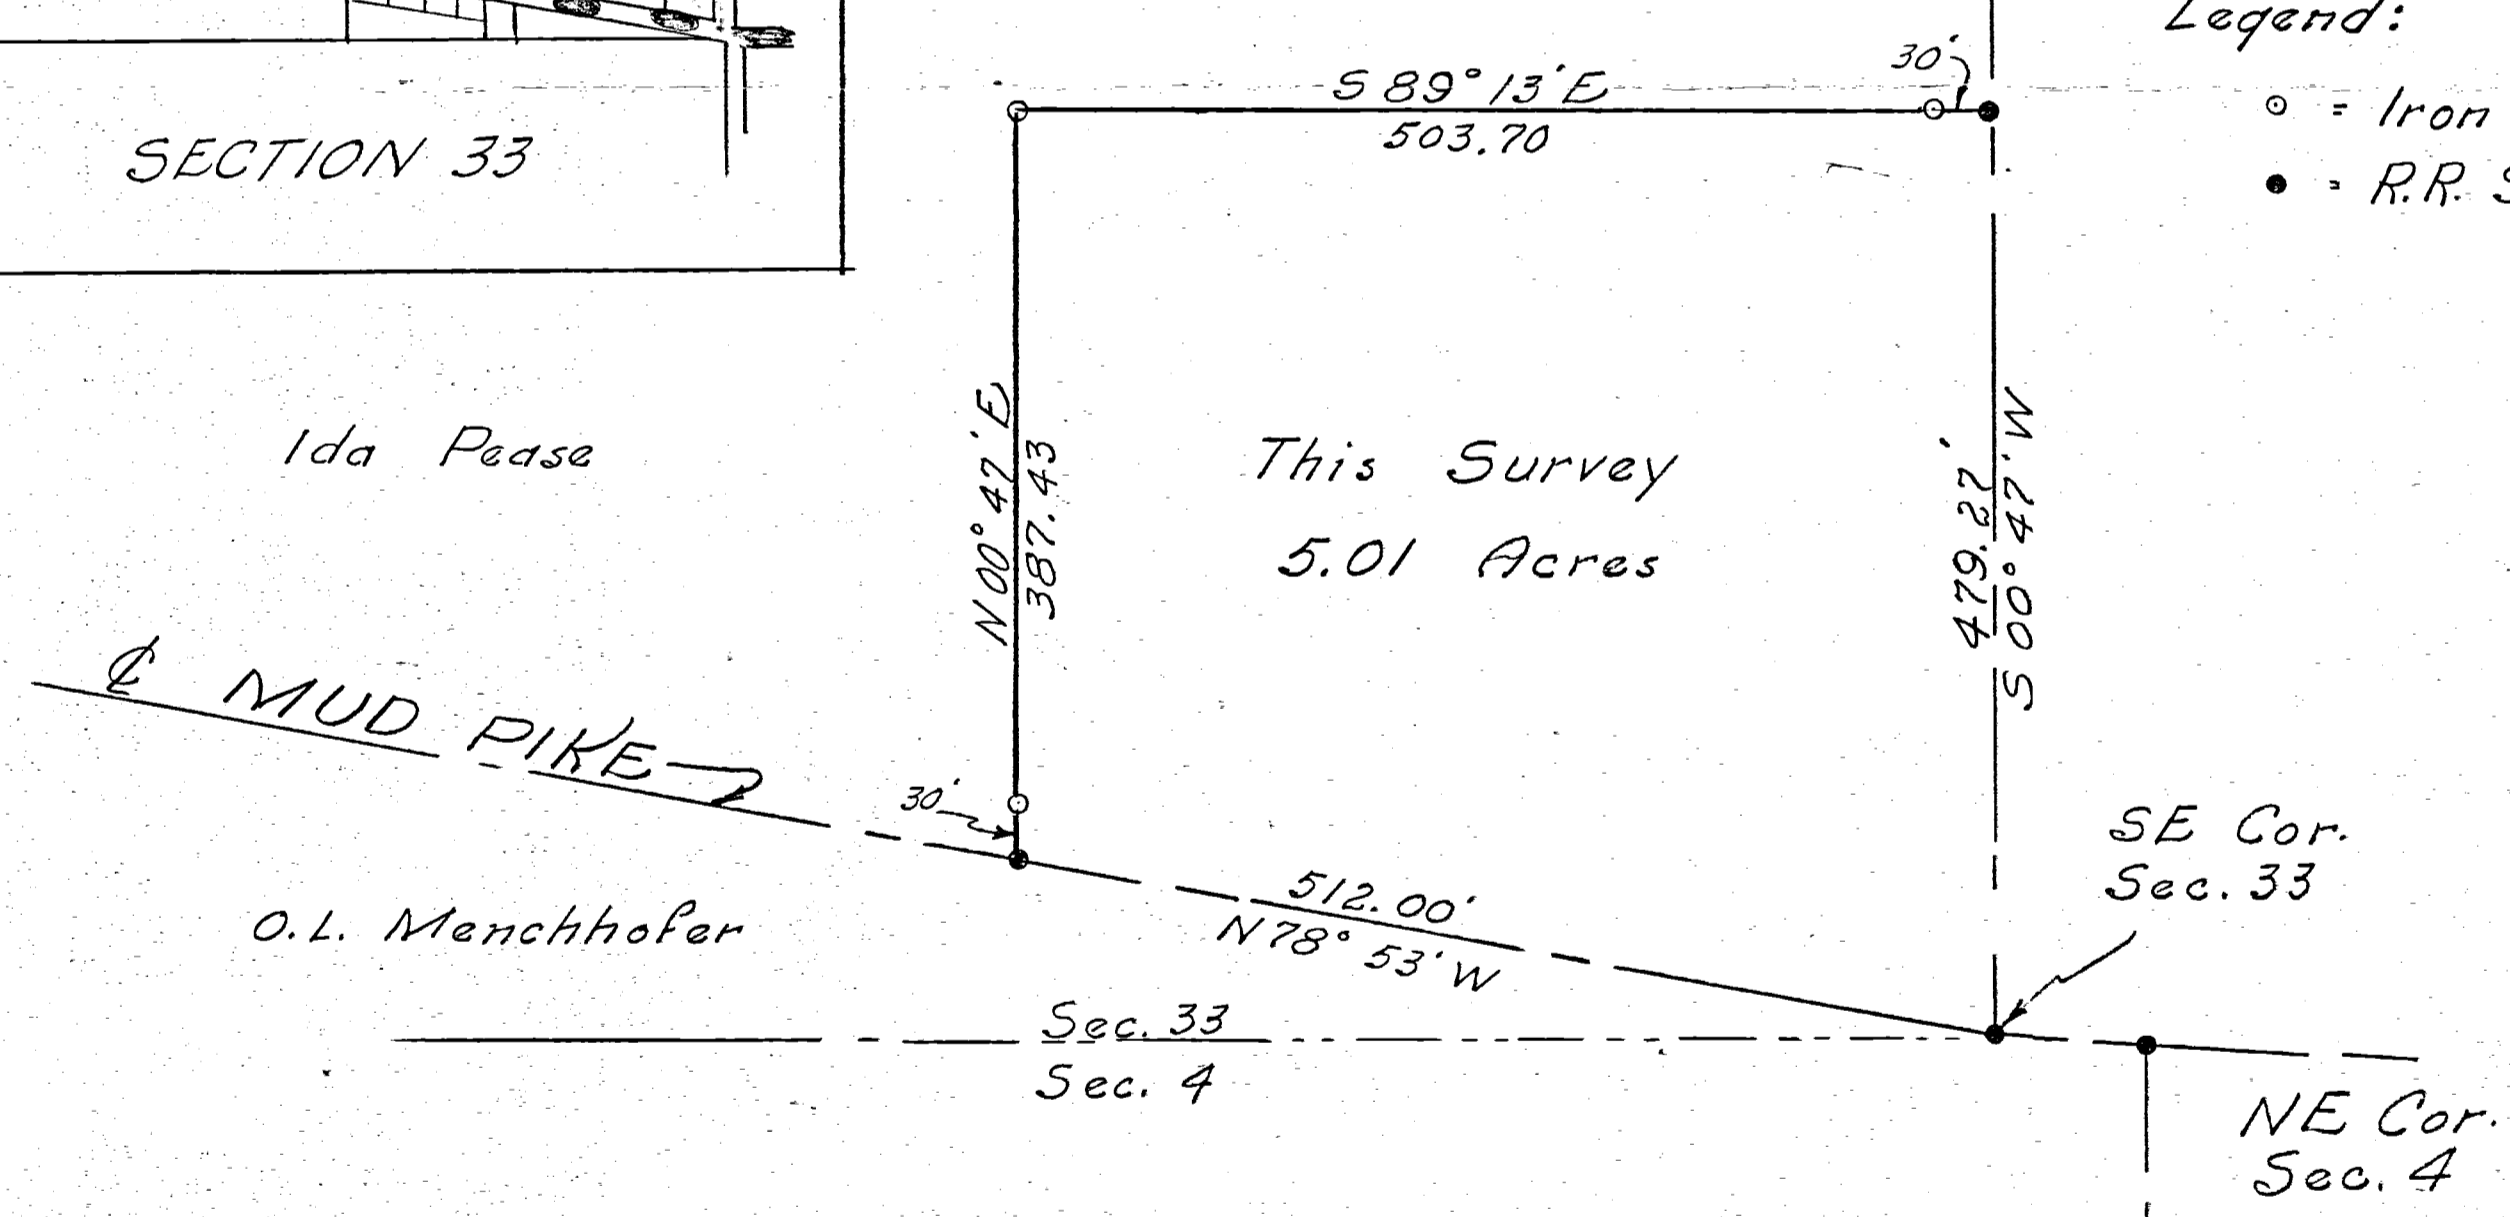 SECTION 33
Legend:
= Iron
= R.R. S
30'
S 89° 13' E
503.70
N 00° 47' E
387.43
This Survey
5.01 Acres
479.27'
S 00° 47' W
Ida Pease
℄ MUD PIKE
30'
512.00'
N 78° 53' W
SE Cor.
Sec. 33
O.L. Menchhofer
Sec. 33
Sec. 4
NE Cor.
Sec. 4